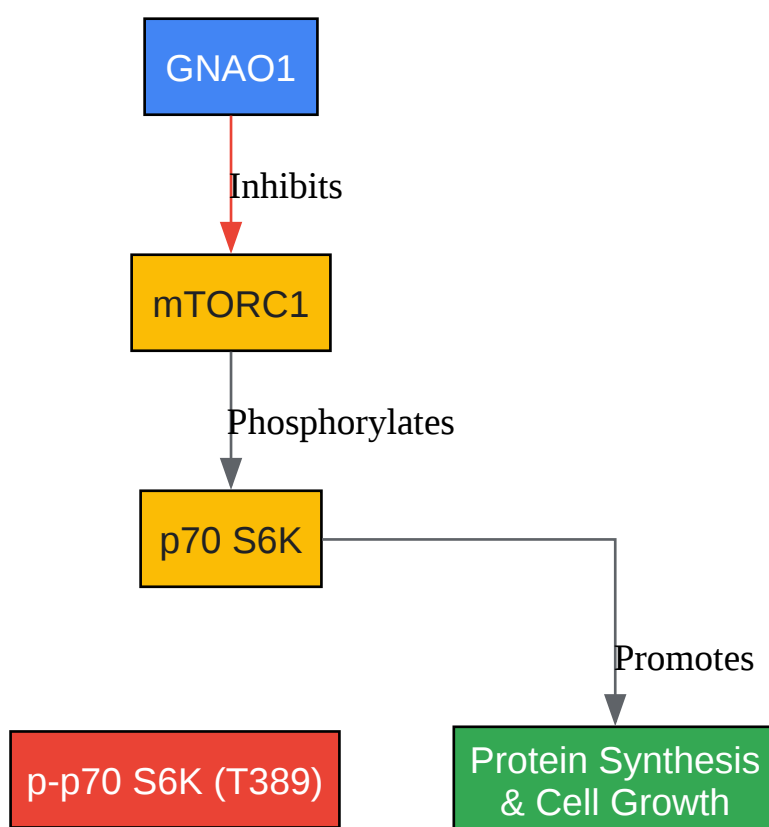 GNAO1
Inhibits
mTORC1
Phosphorylates
p70 S6K
Promotes
p-p70 S6K (T389)
Protein Synthesis
& Cell Growth